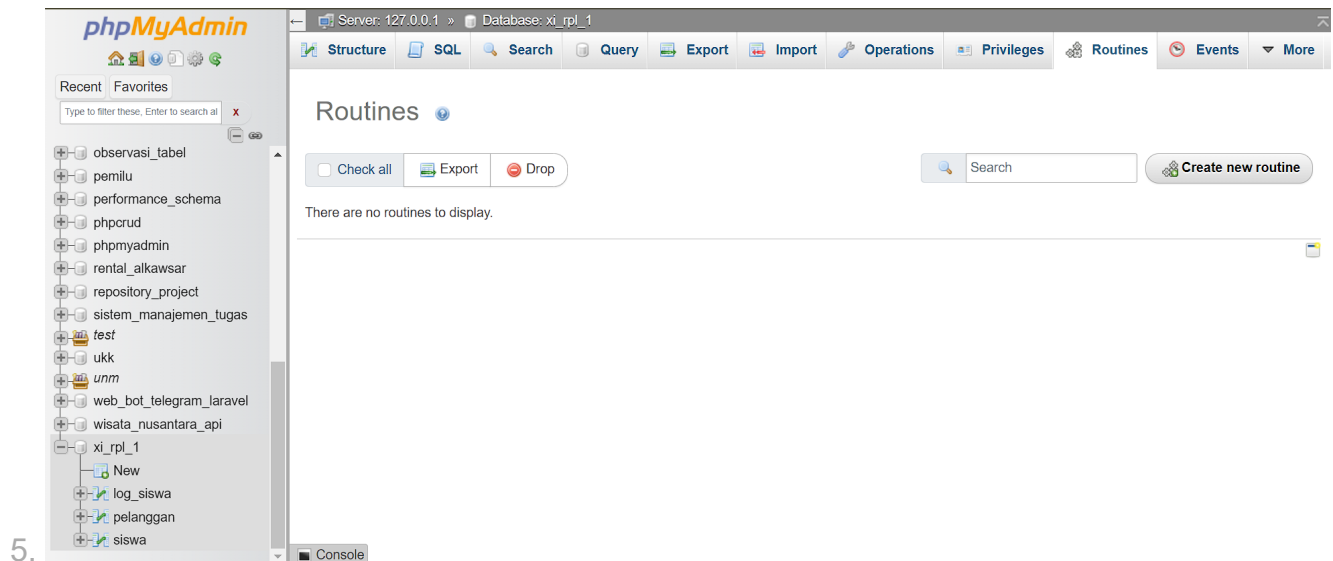 phpMyAdmin
Recent Favorites
Type to filter these, Enter to search al X
observasi_tabel
pemilu
performance_schema
phpcrud
phpmyadmin
rental_alkawsar
repository_project
sistem_manajemen_tugas
test
ukk
unm
web_bot_telegram_laravel
wisata_nusantara_api
xi_rpl_1
New
log_siswa
pelanggan
siswa
5.
Server: 127.0.0.1 » Database: xi_rpl_1
Structure SQL Search Query Export Import Operations Privileges Routines Events More
Routines
Check all Export Drop Search Create new routine
There are no routines to display.
Console